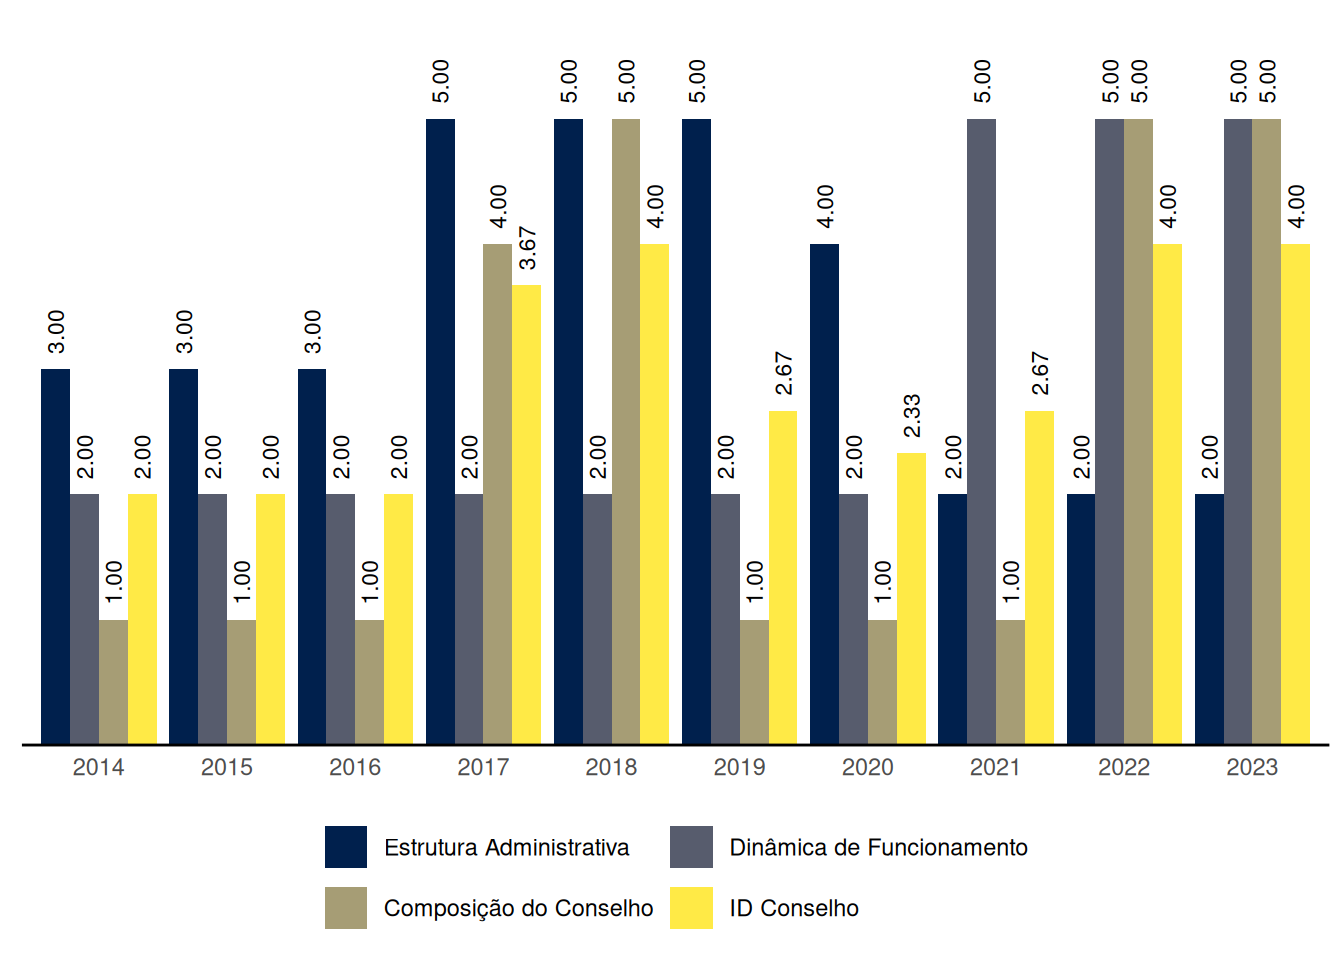 5.00 5.00 5.00 5.00 5.00 5.00 5.00 5.00 5.00
4.00 4.00 4.00 4.00 4.00
3.67
3.00 3.00 3.00
2.67 2.67
2.33
2.00 2.00 2.00 2.00 2.00 2.00 2.00 2.00 2.00 2.00 2.00 2.00 2.00
1.00 1.00 1.00 1.00 1.00 1.00
2014 2015 2016 2017 2018 2019 2020 2021 2022 2023
Estrutura Administrativa Dinâmica de Funcionamento
Composição do Conselho ID Conselho